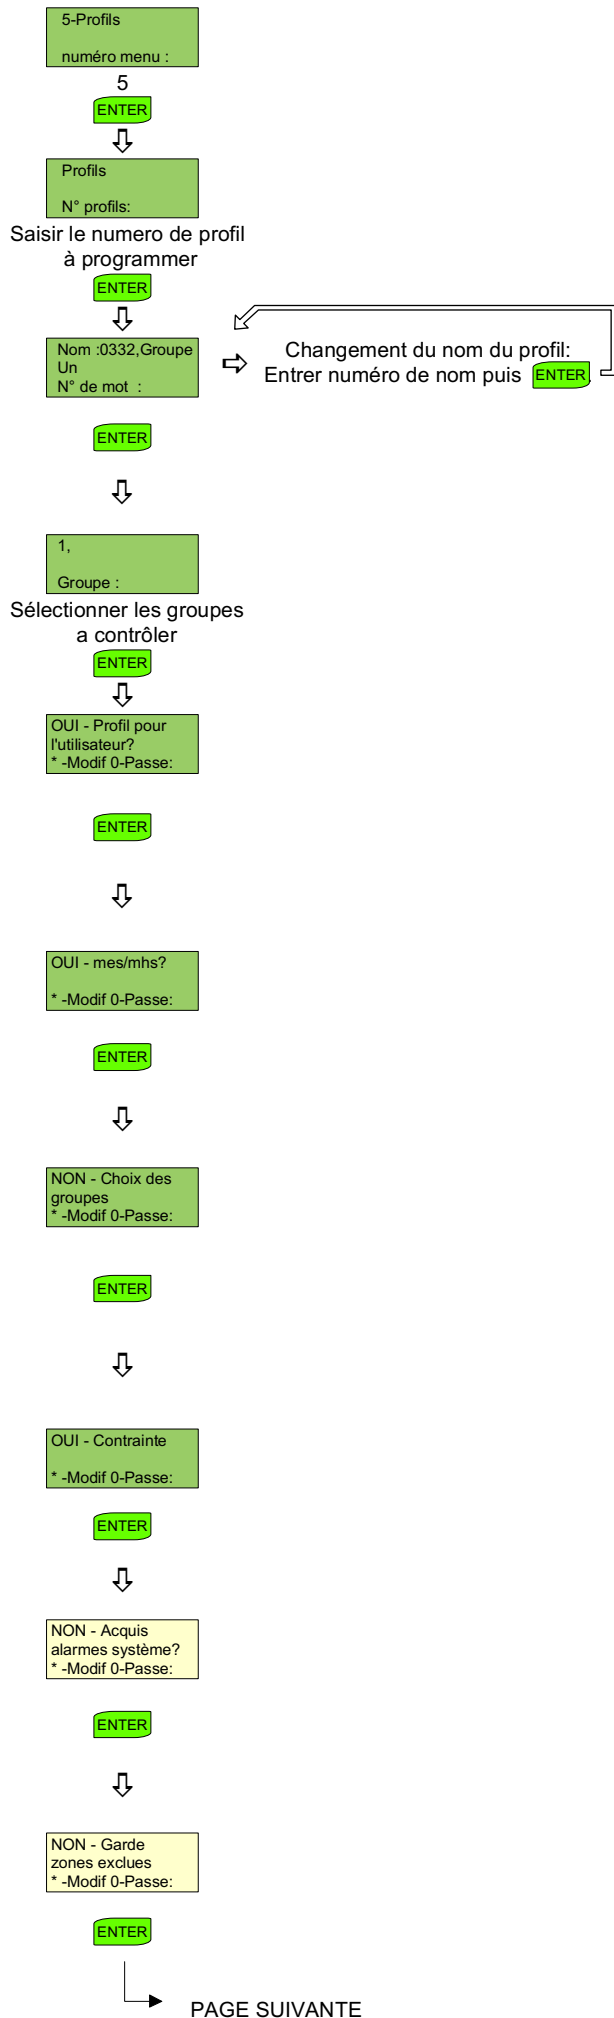 5-Profils
numéro menu :
5
ENTER
Profils
N° profils:
Saisir le numero de profil
à programmer
ENTER
Nom :0332,Groupe
Un
N° de mot  :
Changement du nom du profil:
Entrer numéro de nom puis ENTER.
ENTER
1,
Groupe :
Sélectionner les groupes
a contrôler
ENTER
OUI - Profil pour
l'utilisateur?
* -Modif 0-Passe:
ENTER
OUI - mes/mhs?
* -Modif 0-Passe:
ENTER
NON - Choix des
groupes
* -Modif 0-Passe:
ENTER
OUI - Contrainte
* -Modif 0-Passe:
ENTER
NON - Acquis
alarmes système?
* -Modif 0-Passe:
ENTER
NON - Garde
zones exclues
* -Modif 0-Passe:
ENTER
PAGE SUIVANTE